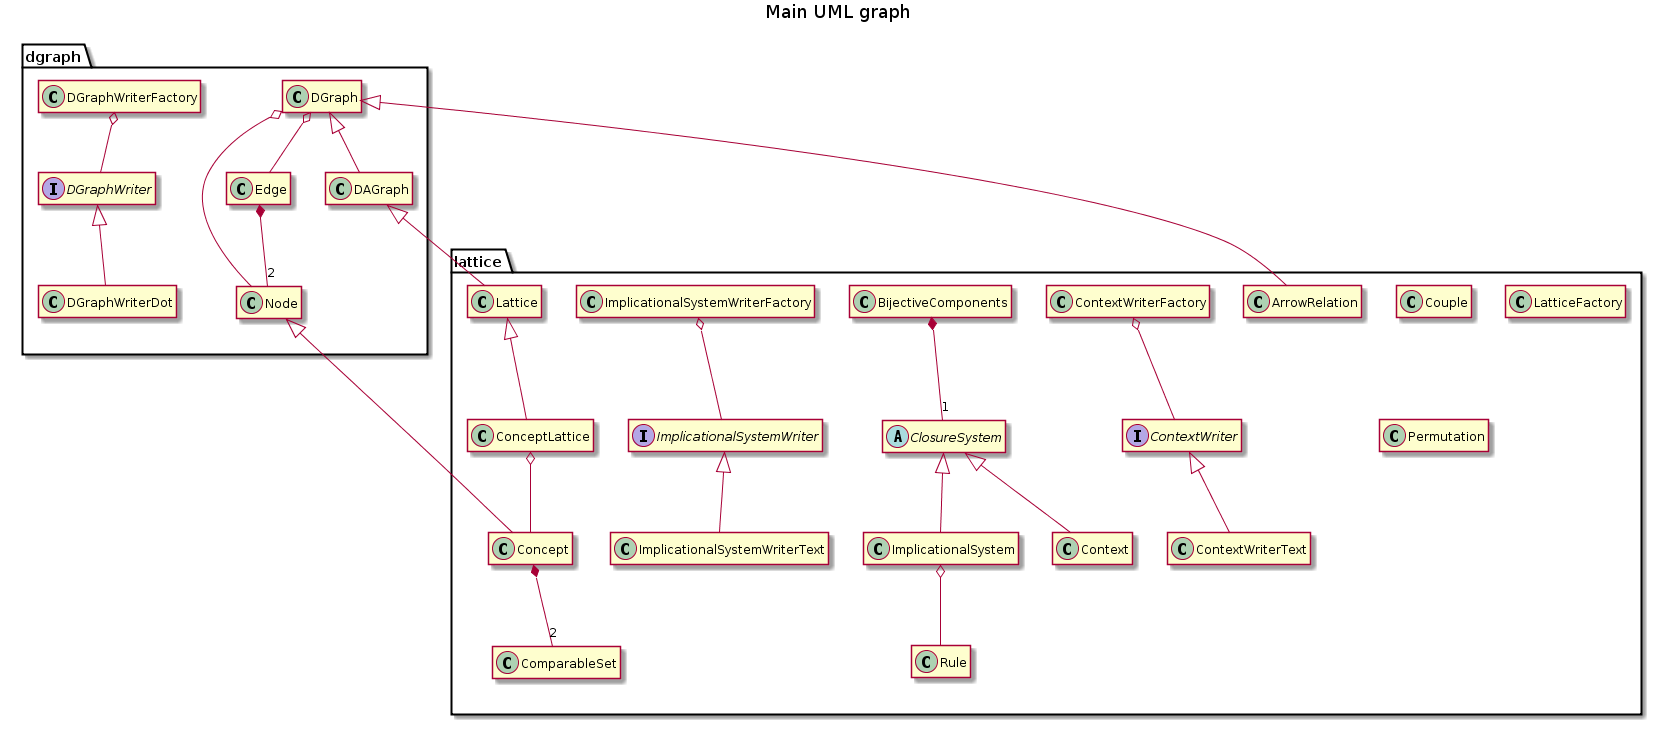 Main UML graph
dgraph
C DGraphWriterFactory
C DGraph
I DGraphWriter
C Edge
C DAGraph
2
C DGraphWriterDot
C Node
lattice
C Lattice
C ImplicationalSystemWriterFactory
C BijectiveComponents
C ContextWriterFactory
C ArrowRelation
C Couple
C LatticeFactory
1
C ConceptLattice
I ImplicationalSystemWriter
A ClosureSystem
I ContextWriter
C Permutation
C Concept
C ImplicationalSystemWriterText
C ImplicationalSystem
C Context
C ContextWriterText
2
C ComparableSet
C Rule